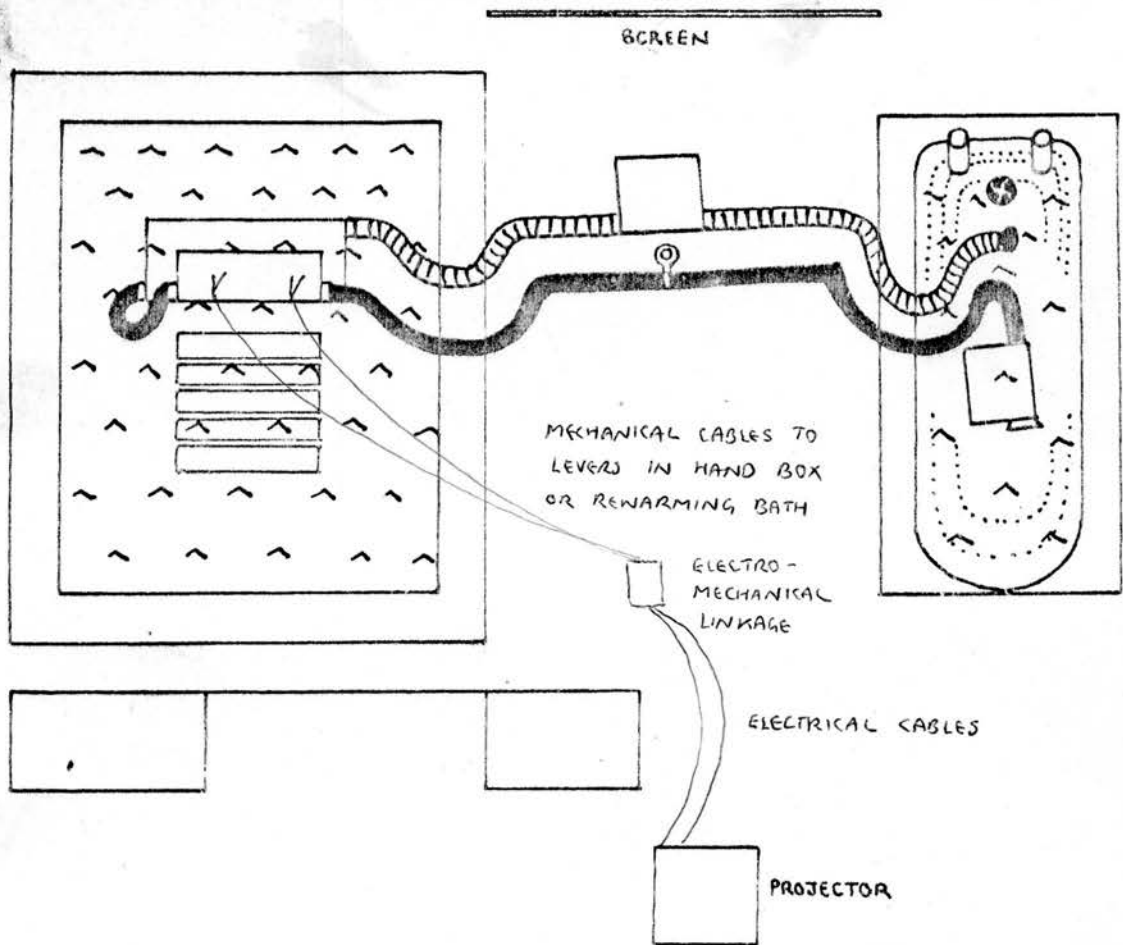 SCREEN
MECHANICAL CABLES TO
LEVERS IN HAND BOX
OR REWARMING BATH
ELECTRO-
MECHANICAL
LINKAGE
ELECTRICAL CABLES
PROJECTOR